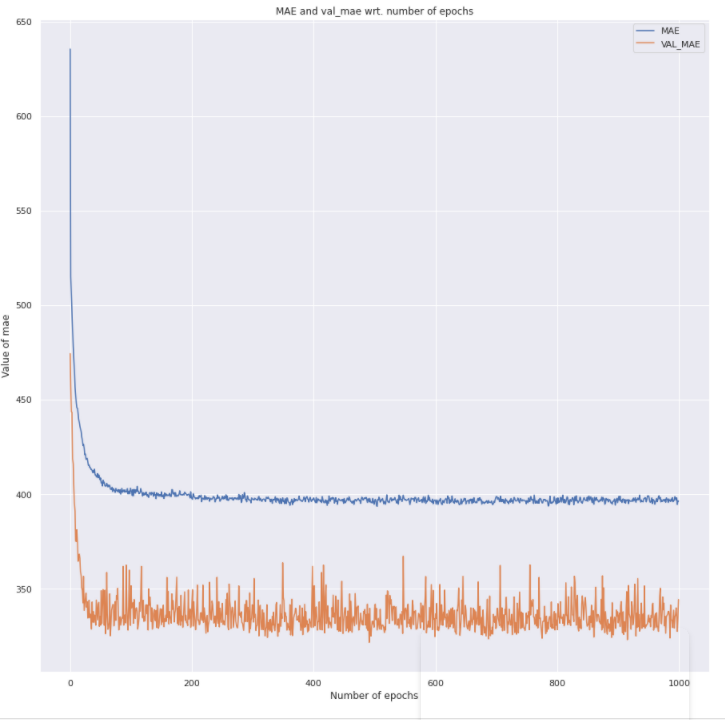 MAE and val_mae wrt. number of epochs
MAE
VAL_MAE
Value of mae
650
600
550
500
450
400
350
0
200
400
600
800
1000
Number of epochs